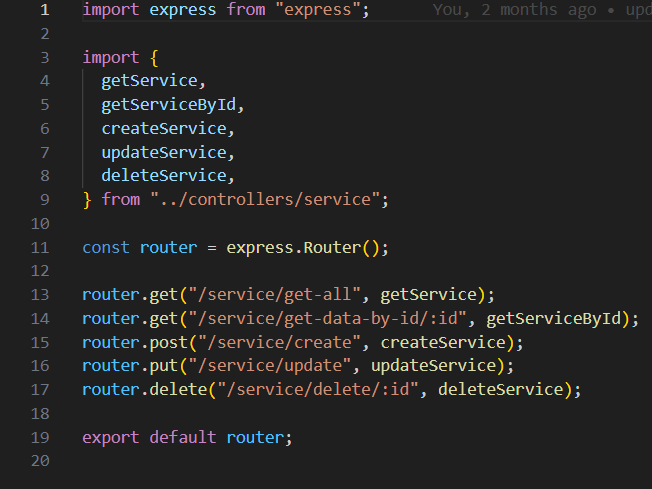 1 import express from "express"; You, 2 months ago • upd
2
3 import {
4 getService,
5 getServiceById,
6 createService,
7 updateService,
8 deleteService,
9 } from "../controllers/service";
10
11 const router = express.Router();
12
13 router.get("/service/get-all", getService);
14 router.get("/service/get-data-by-id/:id", getServiceById);
15 router.post("/service/create", createService);
16 router.put("/service/update", updateService);
17 router.delete("/service/delete/:id", deleteService);
18
19 export default router;
20